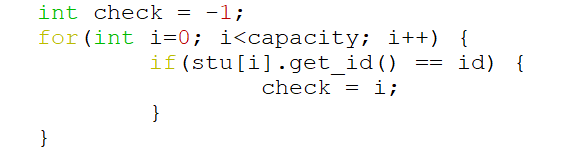 int check = -1;
for(int i=0; i<capacity; i++) {
if(stu[i].get_id() == id) {
check = i;
}
}